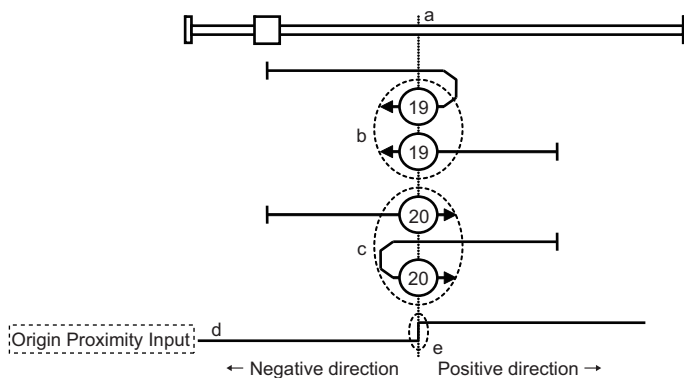 a
19
b
19
20
c
20
Origin Proximity Input
d
e
← Negative direction
Positive direction →